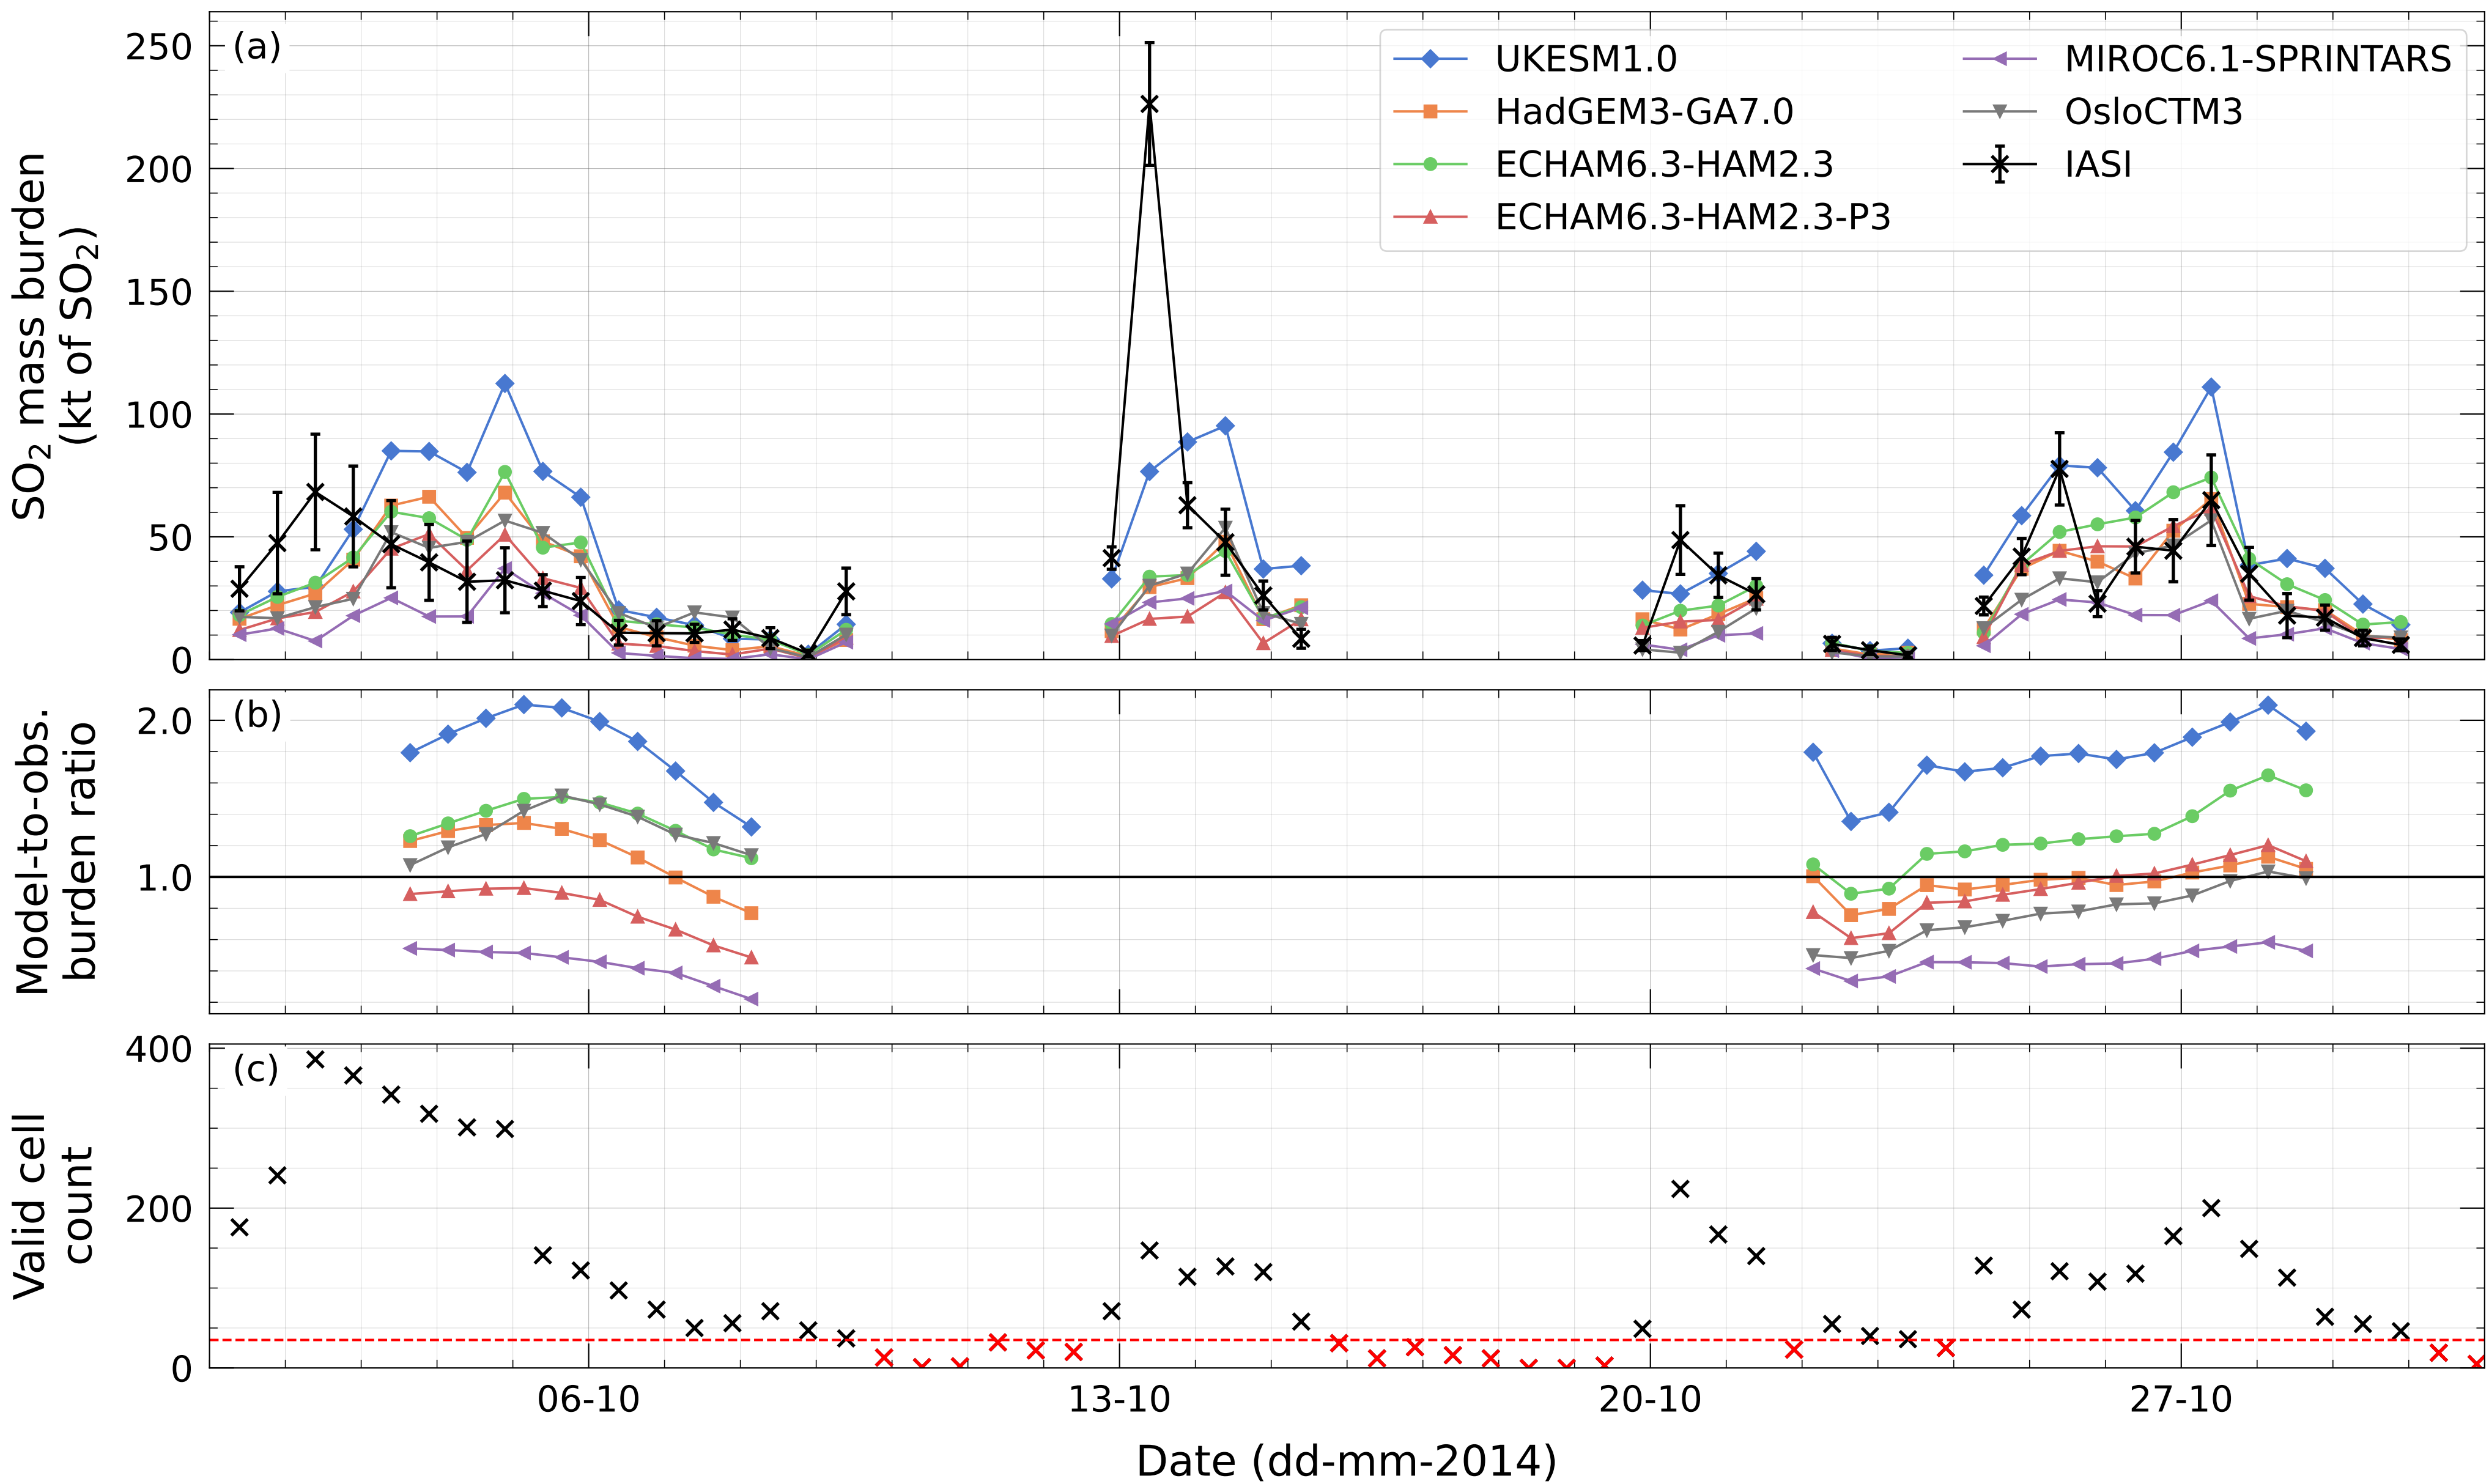 (a)
SO₂ mass burden
(kt of SO₂)
250
200
150
100
50
0
UKESM1.0
HadGEM3-GA7.0
ECHAM6.3-HAM2.3
ECHAM6.3-HAM2.3-P3
MIROC6.1-SPRINTARS
OsloCTM3
IASI
(b)
Model-to-obs.
burden ratio
2.0
1.0
(c)
Valid cell
count
400
200
0
06-10
13-10
20-10
27-10
Date (dd-mm-2014)